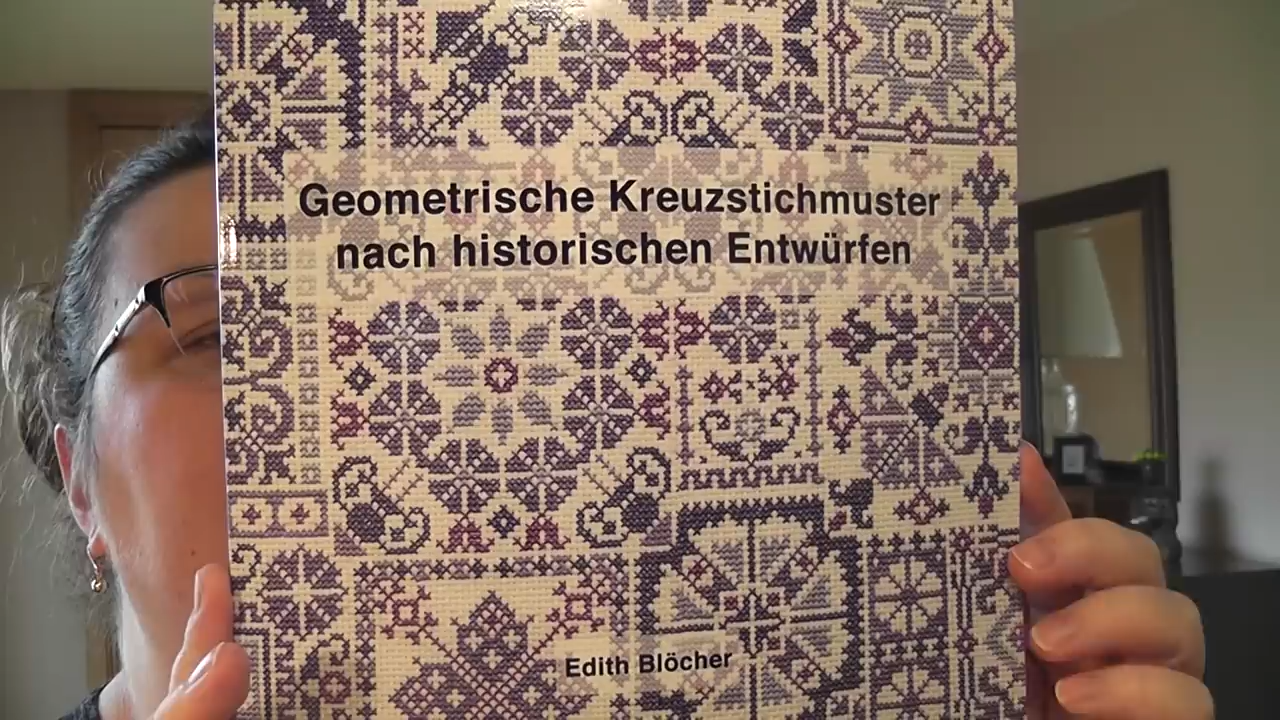 Geometrische Kreuzstichmuster
nach historischen Entwürfen
Edith Blöcher